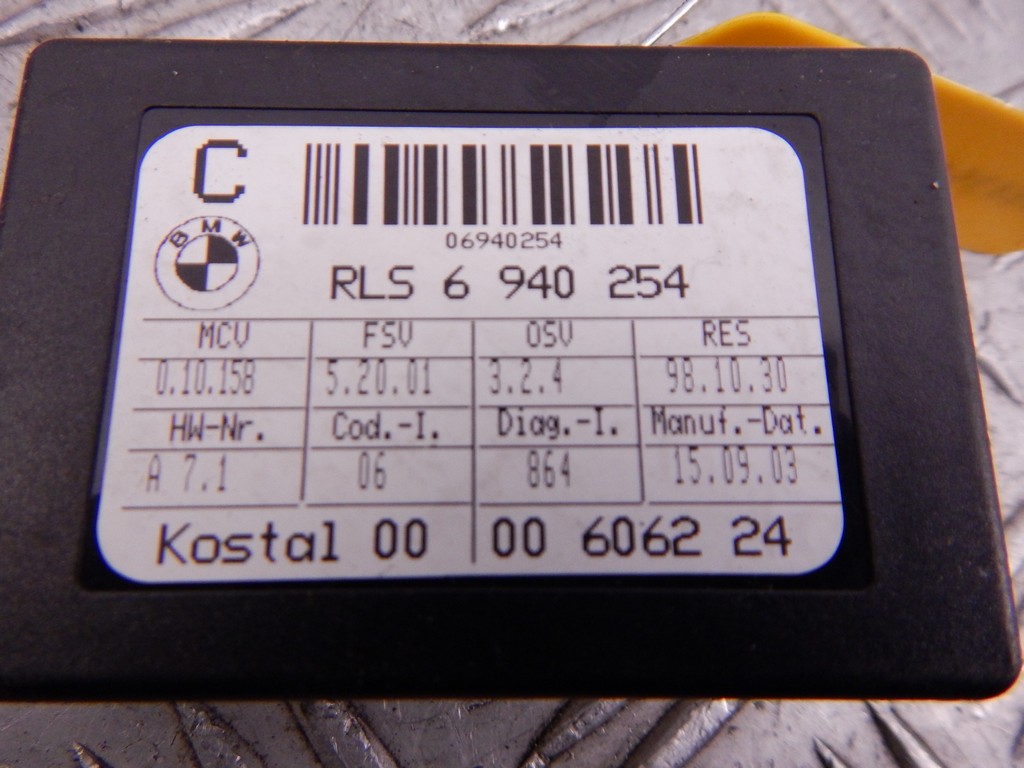 C
06940254
BMW
RLS 6 940 254
MCV FSV OSV RES
0.10.158 5.20.01 3.2.4 98.10.30
HW-Nr. Cod.-I. Diag.-I. Manuf.-Dat.
A 7.1 06 864 15.09.03
Kostal 00 00 6062 24